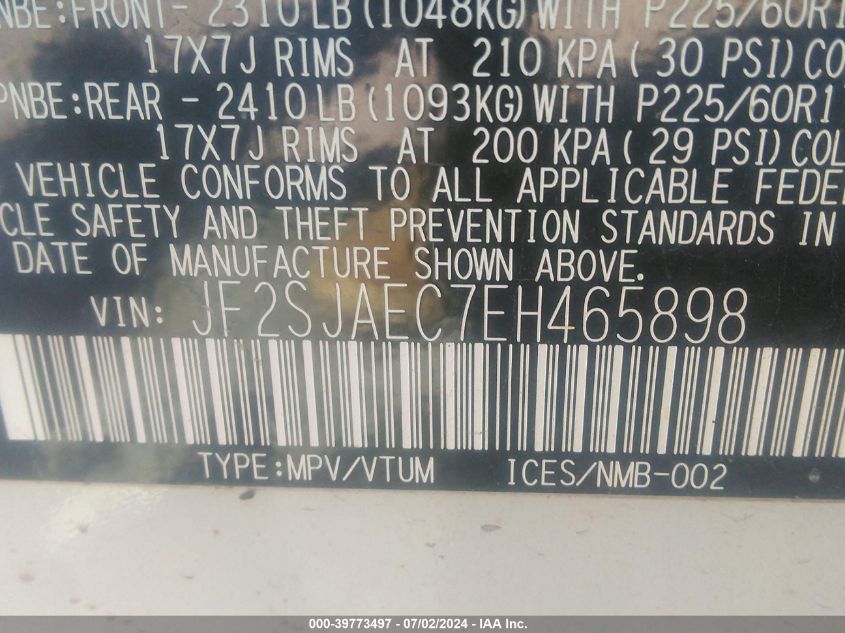 PNBE:FRONT- 2310 LB (1048KG) WITH P225/60R1
17X7J RIMS AT 210 KPA ( 30 PSI) CO
PNBE:REAR - 2410 LB (1093KG) WITH P225/60R1
17X7J RIMS AT 200 KPA ( 29 PSI) COL
VEHICLE CONFORMS TO ALL APPLICABLE FEDE
CLE SAFETY AND THEFT PREVENTION STANDARDS IN
DATE OF MANUFACTURE SHOWN ABOVE.
VIN: JF2SJAEC7EH465898
TYPE:MPV/VTUM ICES/NMB-002
000-39773497 - 07/02/2024 - IAA Inc.